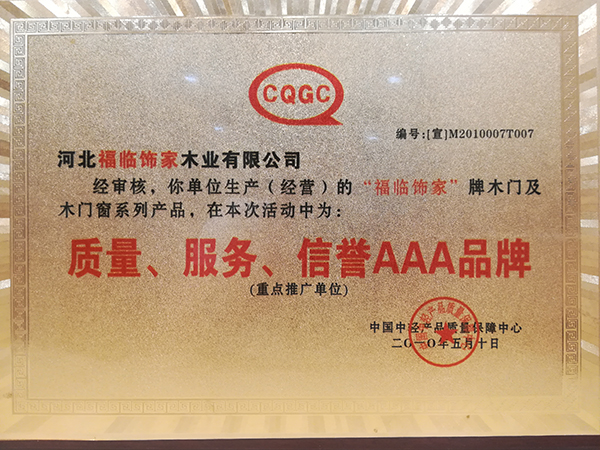 CQGC
编号:[宣]M2010007T007
河北福临饰家木业有限公司
经审核，你单位生产（经营）的“福临饰家”牌木门及
木门窗系列产品，在本次活动中为：
质量、服务、信誉AAA品牌
(重点推广单位)
中国中轻产品质量保障中心
二〇一〇年五月十日